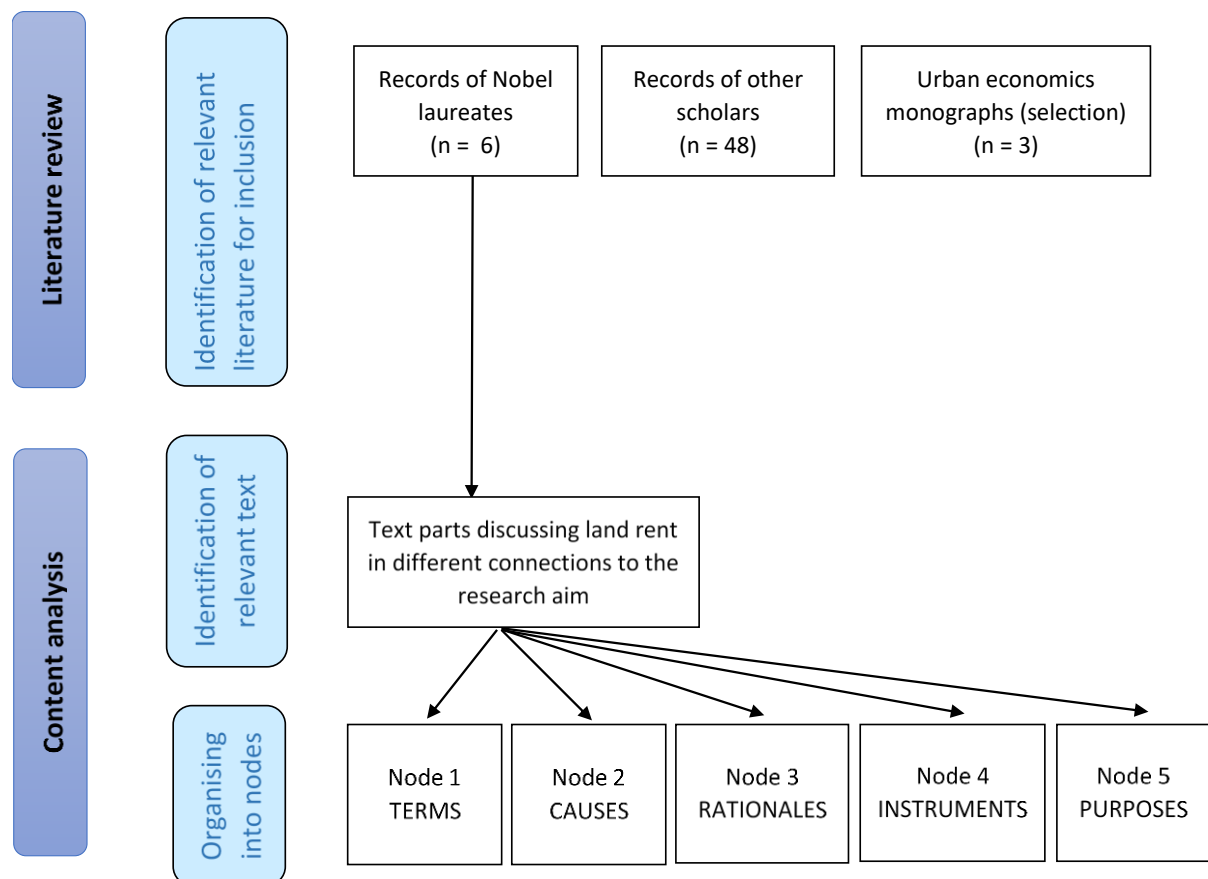 Literature review
Identification of relevant
literature for inclusion
Records of Nobel
laureates
(n =  6)
Records of other
scholars
(n = 48)
Urban economics
monographs (selection)
(n = 3)
Content analysis
Identification of
relevant text
Text parts discussing land rent
in different connections to the
research aim
Organising
into nodes
Node 1
TERMS
Node 2
CAUSES
Node 3
RATIONALES
Node 4
INSTRUMENTS
Node 5
PURPOSES